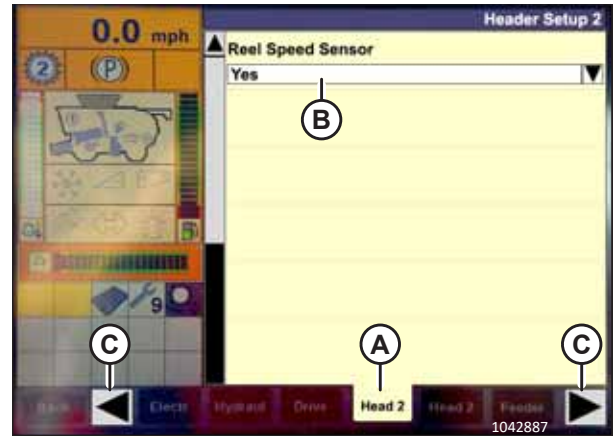 0.0 mph
Header Setup 2
2
P
Reel Speed Sensor
Yes
B
9
C
A
C
Back
Electr
Hydraul
Drive
Head 2
Head 2
Feeder
1042887